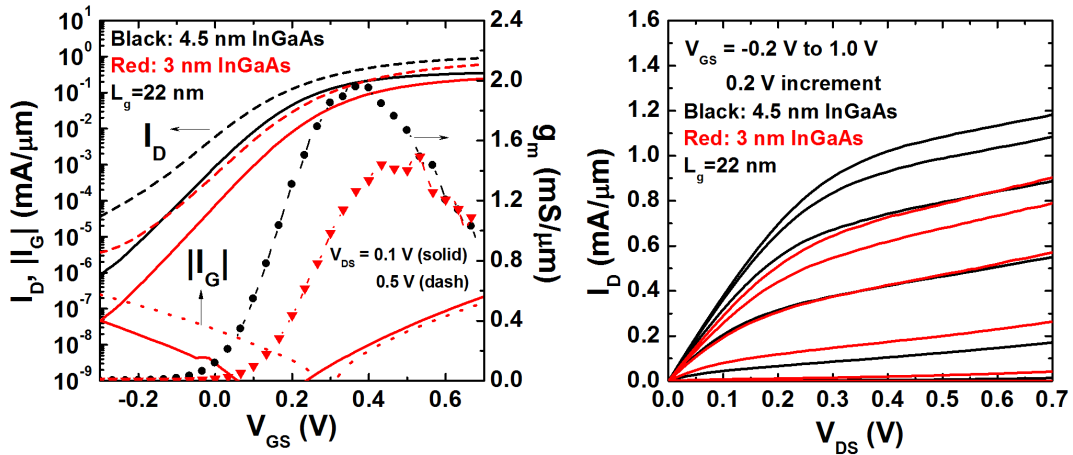 Black: 4.5 nm InGaAs
Red: 3 nm InGaAs
L_g=22 nm
I_D
|I_G|
V_DS = 0.1 V (solid)
0.5 V (dash)
10^1
10^0
10^-1
10^-2
10^-3
10^-4
10^-5
10^-6
10^-7
10^-8
10^-9
I_D, ||I_G| (mA/μm)
2.4
2.0
1.6
1.2
0.8
0.4
0.0
g_m (mS/μm)
-0.2 0.0 0.2 0.4 0.6
V_GS (V)
V_GS = -0.2 V to 1.0 V
0.2 V increment
Black: 4.5 nm InGaAs
Red: 3 nm InGaAs
L_g=22 nm
1.6
1.4
1.2
1.0
0.8
0.6
0.4
0.2
0.0
I_D (mA/μm)
0.0 0.1 0.2 0.3 0.4 0.5 0.6 0.7
V_DS (V)